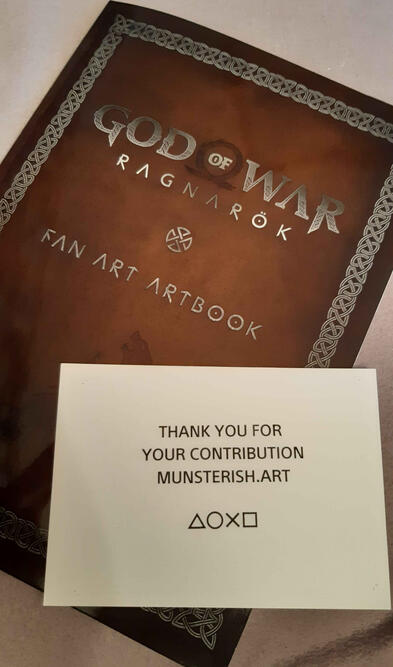 GOD OF WAR
RAGNARÖK
FAN ART ARTBOOK
THANK YOU FOR
YOUR CONTRIBUTION
MUNSTERISH.ART
△○×□